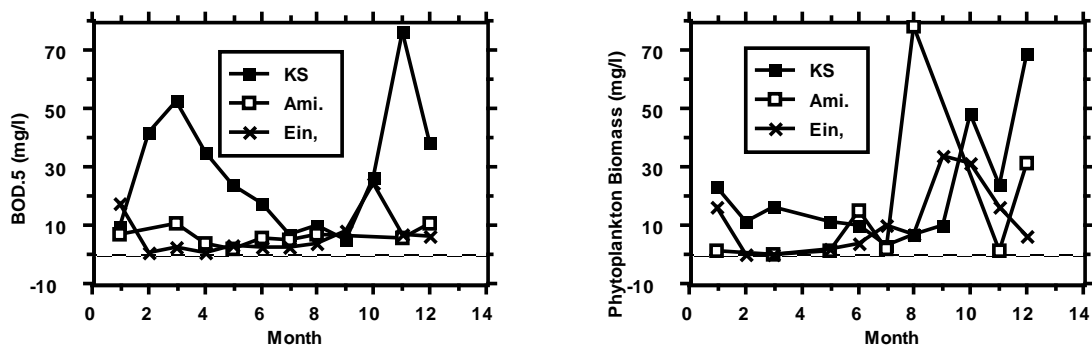 70
50
30
10
-10
BOD.5 (mg/l)
KS
Ami.
Ein,
0 2 4 6 8 10 12 14
Month
70
50
30
10
-10
Phytoplankton Biomass (mg/l)
KS
Ami.
Ein,
0 2 4 6 8 10 12 14
Month